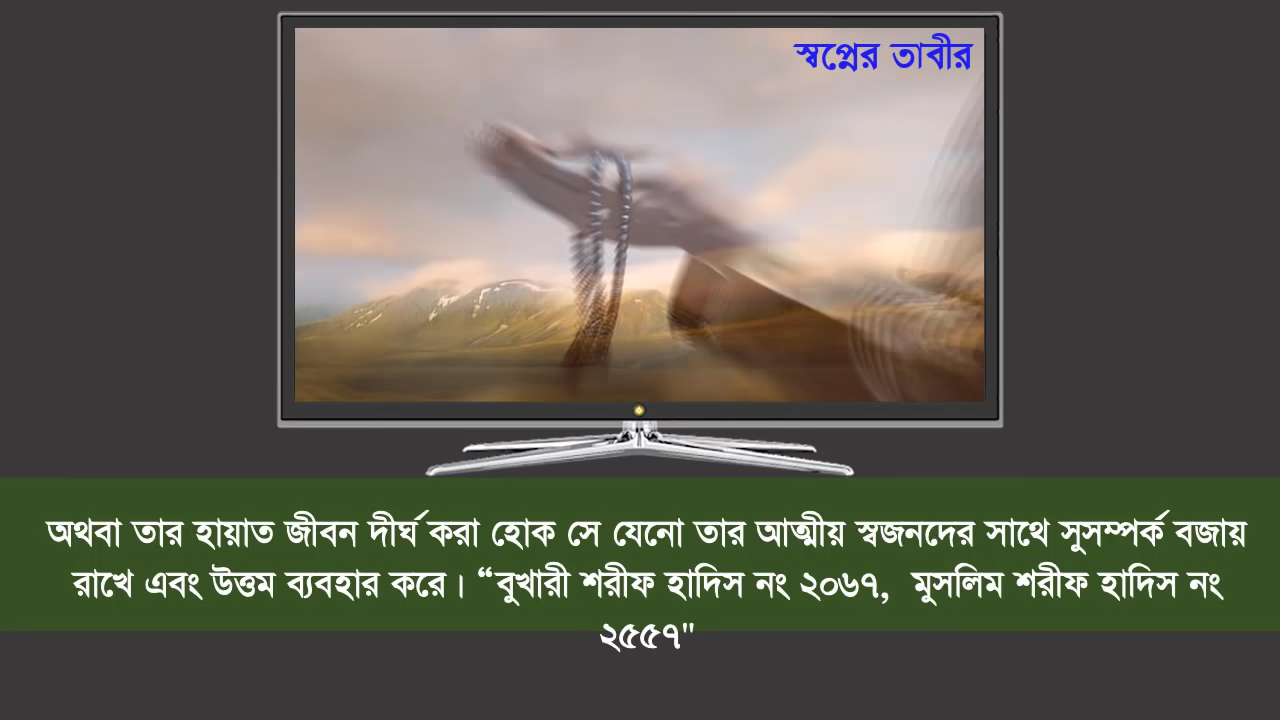 স্বপ্নের তাবীর
অথবা তার হায়াত জীবন দীর্ঘ করা হোক সে যেনো তার আত্মীয় স্বজনদের সাথে সুসম্পর্ক বজায়
রাখে এবং উত্তম ব্যবহার করে। “বুখারী শরীফ হাদিস নং ২০৬৭, মুসলিম শরীফ হাদিস নং
২৫৫৭"